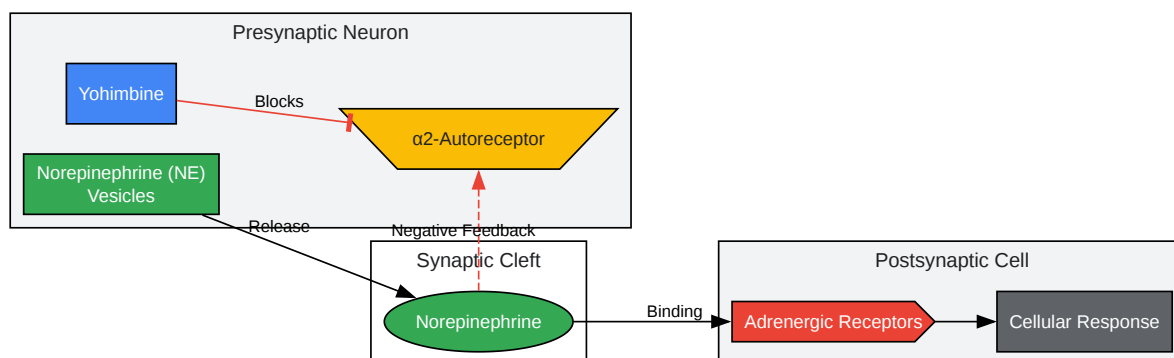 Presynaptic Neuron
Yohimbine
Blocks
α2-Autoreceptor
Norepinephrine (NE)
Vesicles
Release
Negative Feedback
Synaptic Cleft
Norepinephrine
Binding
Postsynaptic Cell
Adrenergic Receptors
Cellular Response